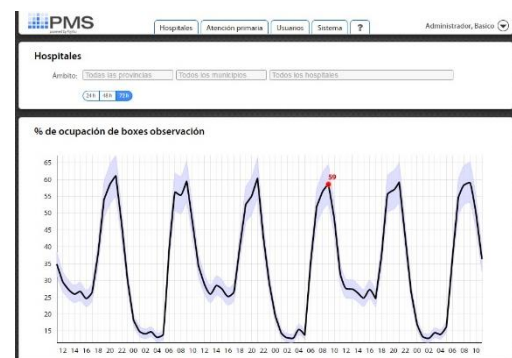 PMS
Hospitales Atención primaria Usuarios Sistema ? Administrador, Basico
Hospitales
Ámbito: Todas las provincias Todos los municipios Todos los hospitales
24h 48h 72h
% de ocupación de boxes observación
65
60
59
55
50
45
40
35
30
25
20
15
12 14 16 18 20 22 00 02 04 06 08 10 12 14 16 18 20 22 00 02 04 06 08 10 12 14 16 18 20 22 00 02 04 06 08 10